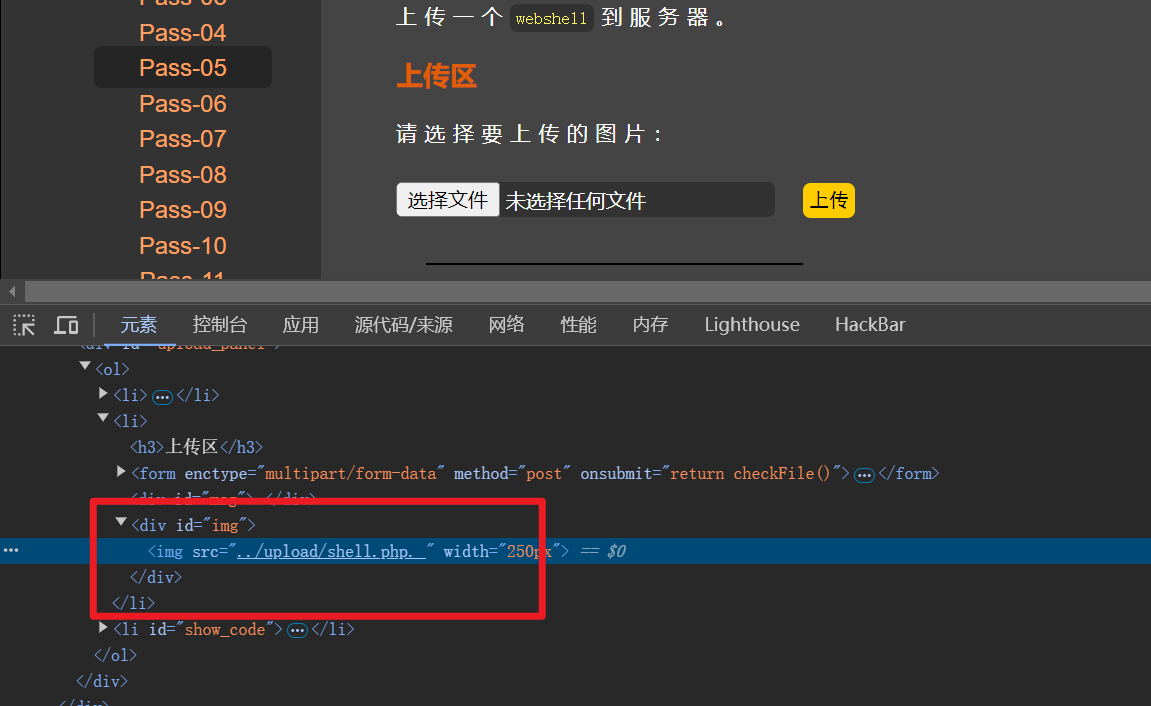 Pass-04
Pass-05
Pass-06
Pass-07
Pass-08
Pass-09
Pass-10
Pass-11
上传一个 webshell 到服务器。
上传区
请选择要上传的图片：
选择文件 未选择任何文件 上传
元素 控制台 应用 源代码/来源 网络 性能 内存 Lighthouse HackBar
<div id="upload_panel">
<ol>
<li>…</li>
<li>
<h3>上传区</h3>
<form enctype="multipart/form-data" method="post" onsubmit="return checkFile()">…</form>
<div id="msg"> </div>
<div id="img">
<img src="../upload/shell.php. " width="250px"> == $0
</div>
</li>
<li id="show_code">…</li>
</ol>
</div>
</div>